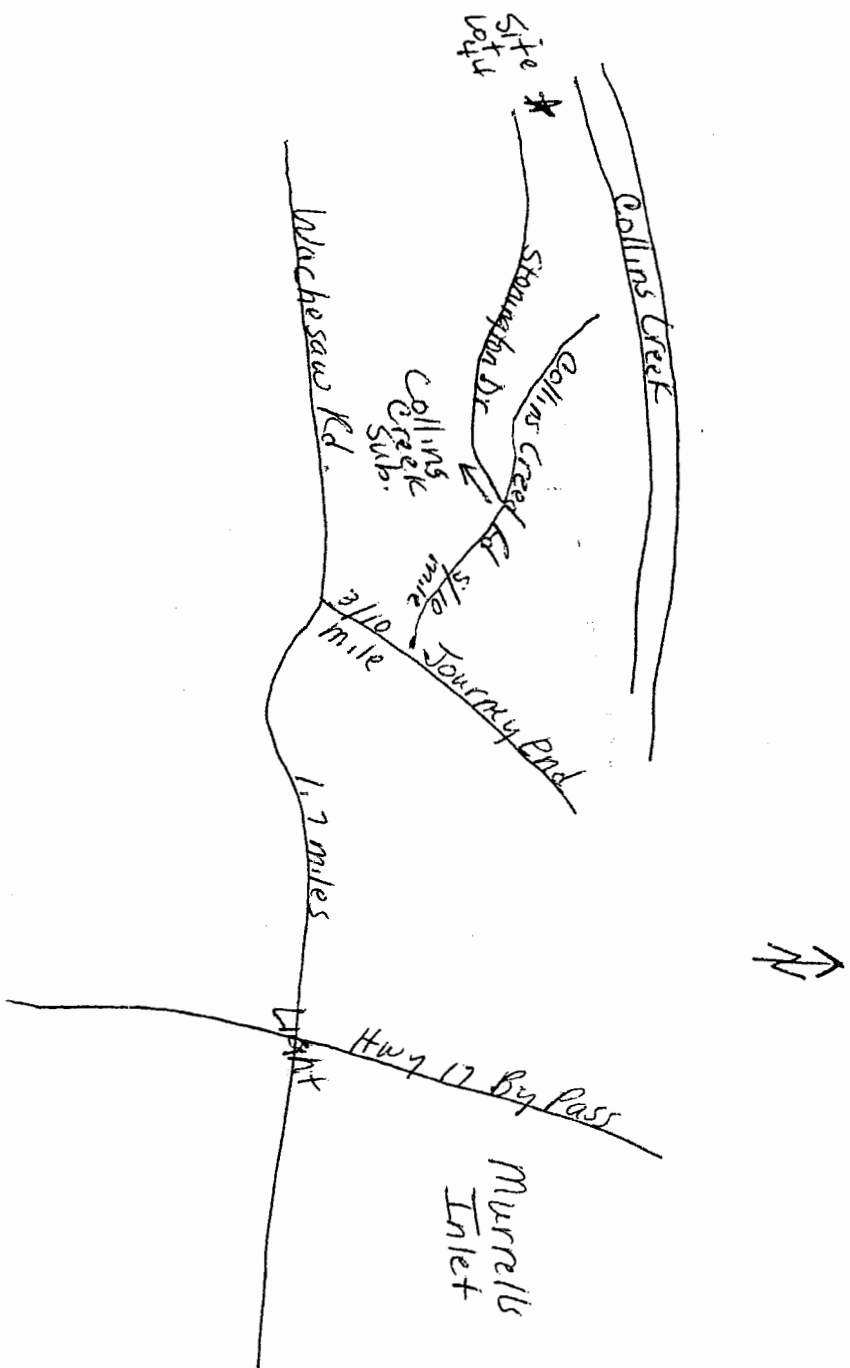 Site
Lot 44
Collins Creek
Stonington Dr
Collins Creek Rd
5/10
mile
Wachesaw Rd.
Collins
Creek
Sub.
3/10
mile
Journey End
1.7 miles
N
Light
Hwy 17 By Pass
Murrells
Inlet